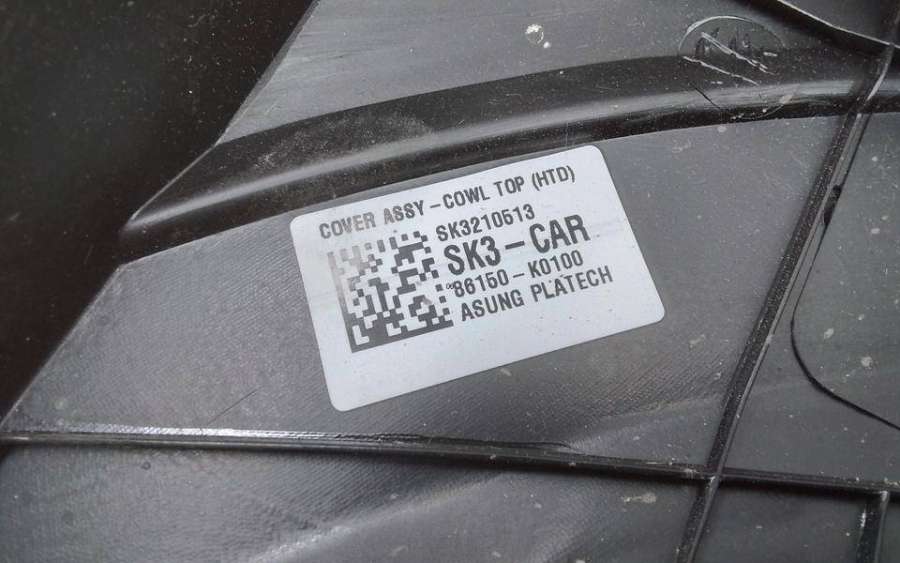 COVER ASSY-COWL TOP (HTD)
SK3210513
SK3-CAR
86150-K0100
ASUNG PLATECH